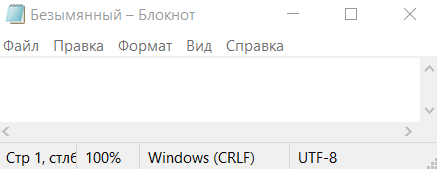 Безымянный – Блокнот
Файл Правка Формат Вид Справка
Стр 1, стлб 100% Windows (CRLF) UTF-8